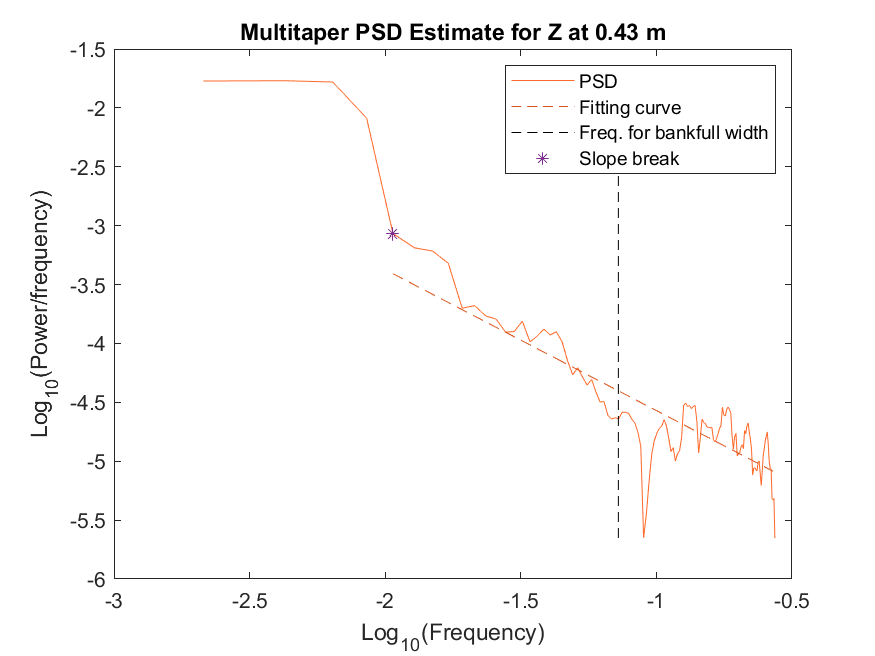 Multitaper PSD Estimate for Z at 0.43 m
-1.5
-2
-2.5
-3
-3.5
-4
-4.5
-5
-5.5
-6
Log10(Power/frequency)
PSD
Fitting curve
Freq. for bankfull width
Slope break
-3
-2.5
-2
-1.5
-1
-0.5
Log10(Frequency)